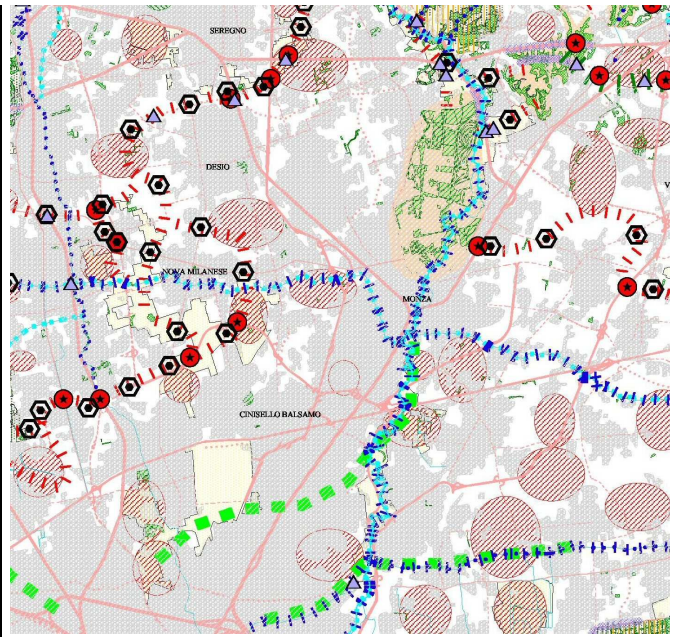 SEREGNO
DESIO
V
NOVA MILANESE
MONZA
CINISELLO BALSAMO